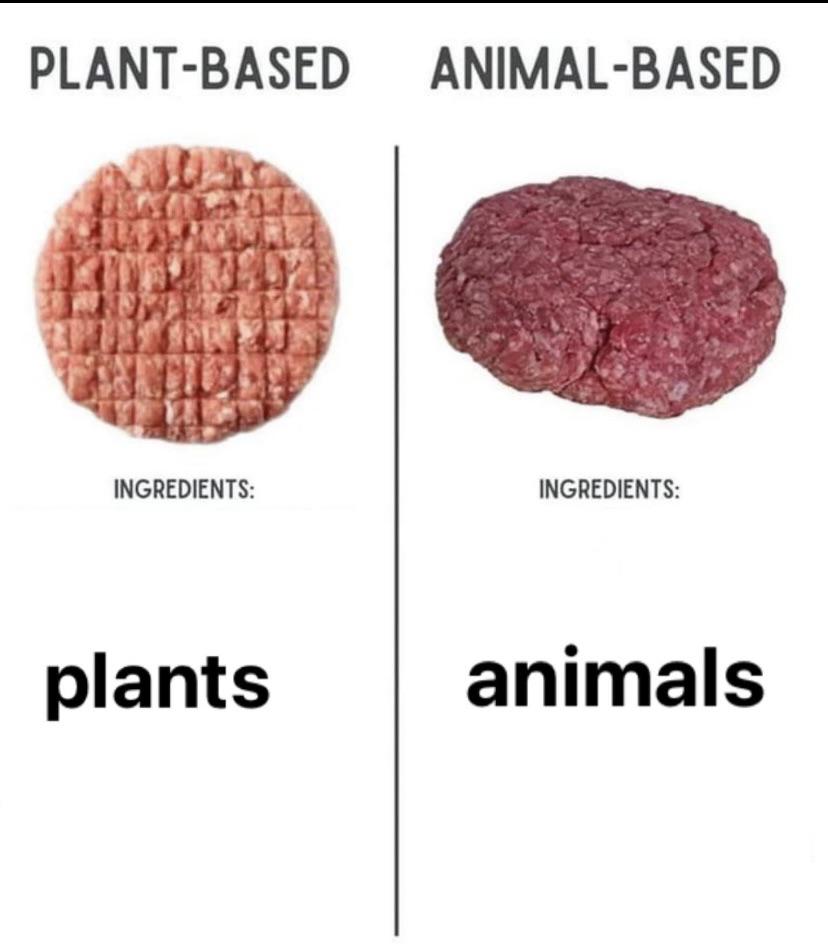 PLANT-BASED
ANIMAL-BASED
INGREDIENTS:
INGREDIENTS:
plants
animals